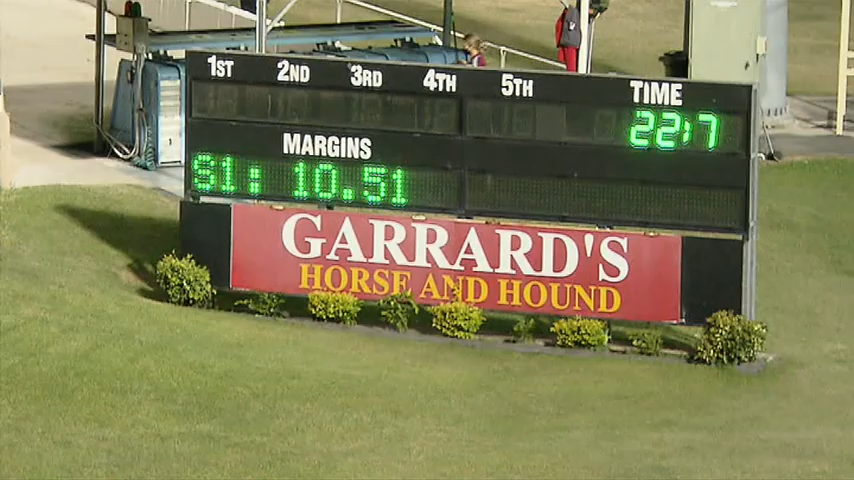 1ST 2ND 3RD 4TH 5TH TIME
22:7
MARGINS
S1: 10.51
GARRARD'S
HORSE AND HOUND